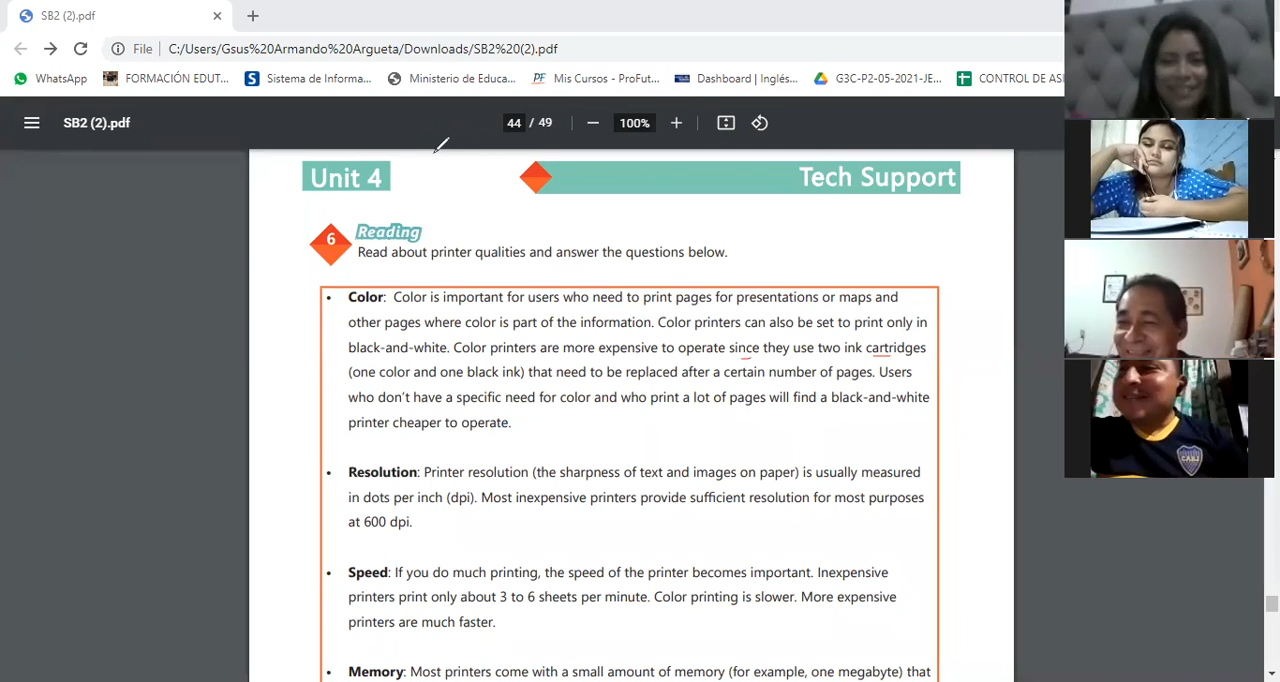 SB2 (2).pdf
File C:/Users/Gsus%20Armando%20Argueta/Downloads/SB2%20(2).pdf
WhatsApp FORMACIÓN EDUT... Sistema de Informa... Ministerio de Educa... PF Mis Cursos - ProFut... Dashboard | Inglés... G3C-P2-05-2021-JE... CONTROL DE ASI
SB2 (2).pdf 44 / 49 100%
Unit 4 Tech Support
6 Reading
Read about printer qualities and answer the questions below.
• Color: Color is important for users who need to print pages for presentations or maps and
other pages where color is part of the information. Color printers can also be set to print only in
black-and-white. Color printers are more expensive to operate since they use two ink cartridges
(one color and one black ink) that need to be replaced after a certain number of pages. Users
who don't have a specific need for color and who print a lot of pages will find a black-and-white
printer cheaper to operate.
• Resolution: Printer resolution (the sharpness of text and images on paper) is usually measured
in dots per inch (dpi). Most inexpensive printers provide sufficient resolution for most purposes
at 600 dpi.
• Speed: If you do much printing, the speed of the printer becomes important. Inexpensive
printers print only about 3 to 6 sheets per minute. Color printing is slower. More expensive
printers are much faster.
• Memory: Most printers come with a small amount of memory (for example, one megabyte) that
CABJ